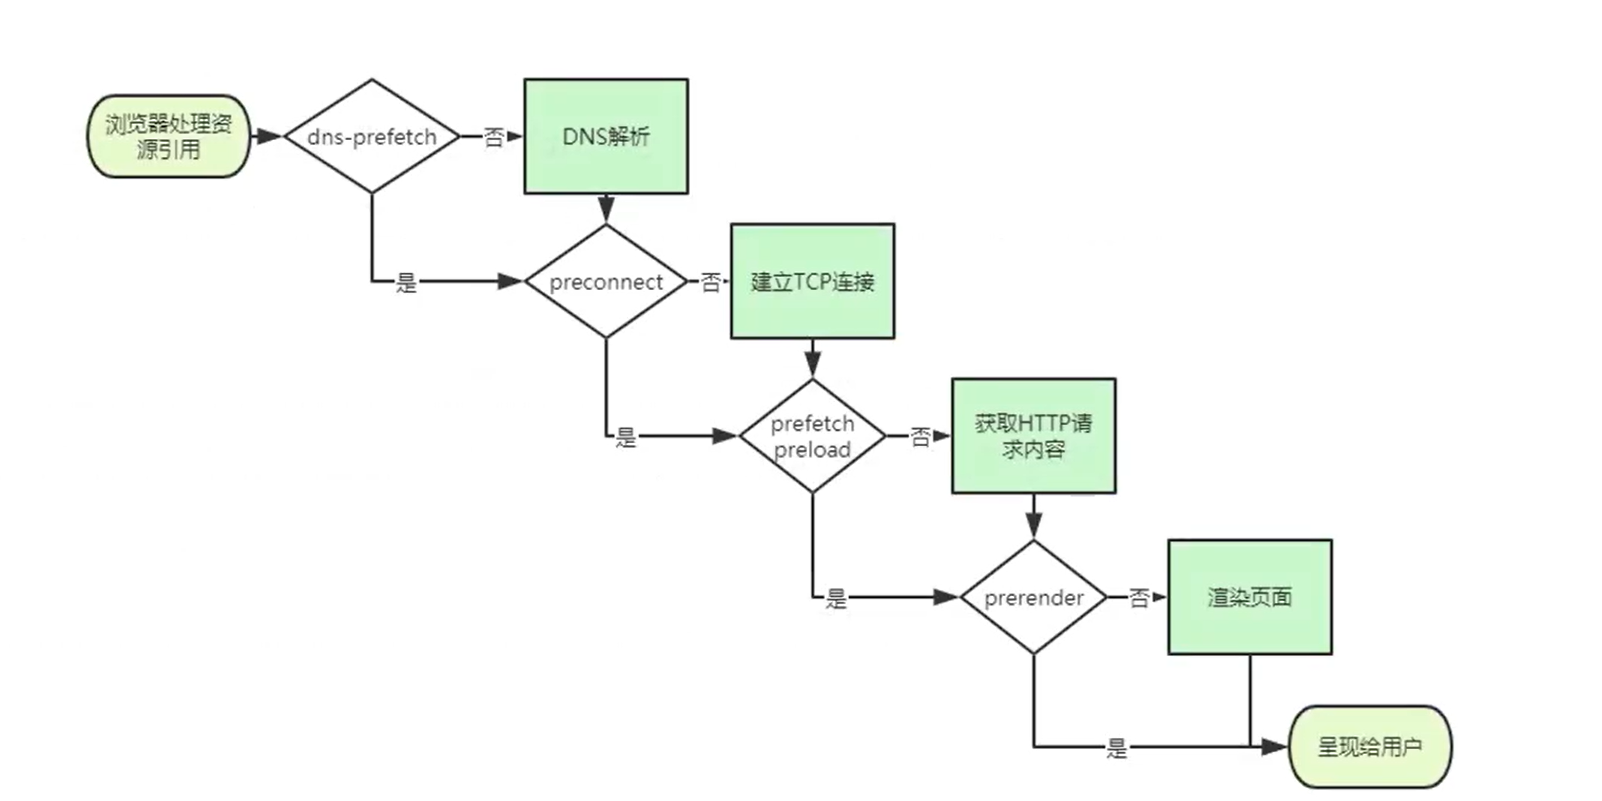 浏览器处理资
源引用
dns-prefetch
否
DNS解析
是
preconnect
否
建立TCP连接
是
prefetch
preload
否
获取HTTP请
求内容
是
prerender
否
渲染页面
是
呈现给用户